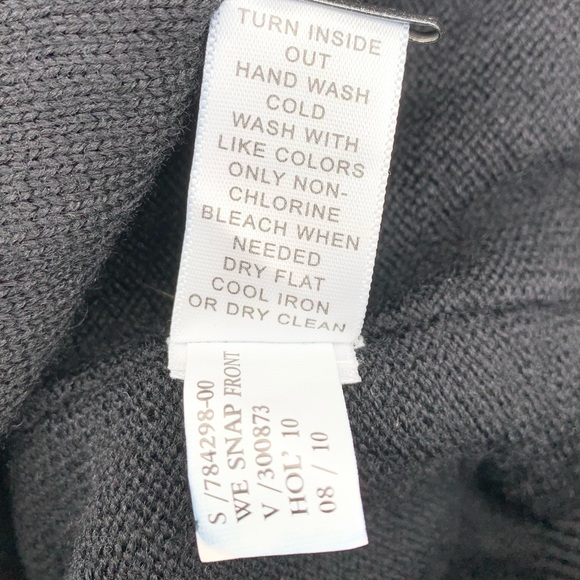 TURN INSIDE
OUT
HAND WASH
COLD
WASH WITH
LIKE COLORS
ONLY NON-
CHLORINE
BLEACH WHEN
NEEDED
DRY FLAT
COOL IRON
OR DRY CLEAN
S /784298-00
WE SNAP FRONT
V /300873
HOL' 10
08 / 10